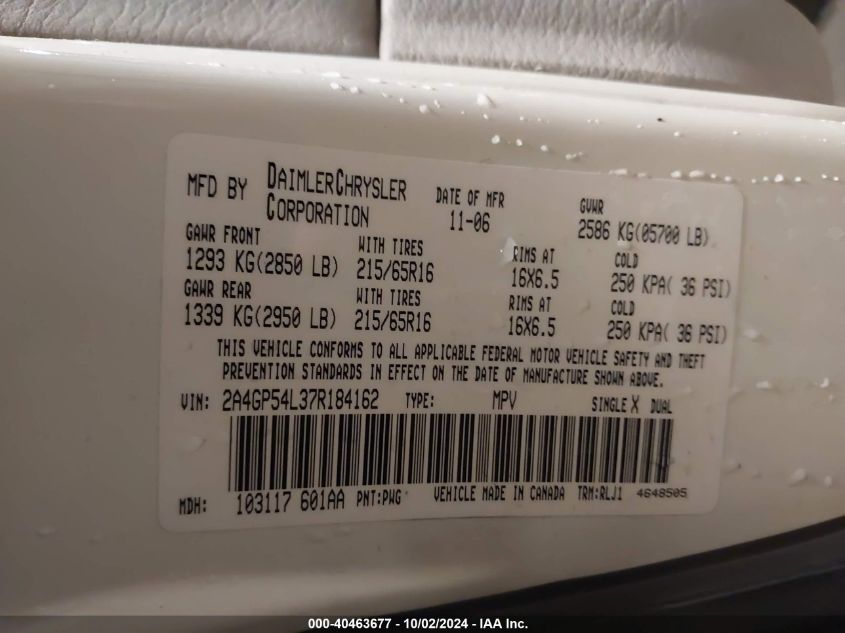 MFD BY DAIMLERCHRYSLER CORPORATION DATE OF MFR 11-06 GVWR 2586 KG(05700 LB)
GAWR FRONT WITH TIRES RIMS AT COLD
1293 KG(2850 LB) 215/65R16 16X6.5 250 KPA( 36 PSI)
GAWR REAR WITH TIRES RIMS AT COLD
1339 KG(2950 LB) 215/65R16 16X6.5 250 KPA( 36 PSI)
THIS VEHICLE CONFORMS TO ALL APPLICABLE FEDERAL MOTOR VEHICLE SAFETY AND THEFT
PREVENTION STANDARDS IN EFFECT ON THE DATE OF MANUFACTURE SHOWN ABOVE.
VIN: 2A4GP54L37R184162 TYPE: MPV SINGLE X DUAL
MDH: 103117 601AA PNT:PWG VEHICLE MADE IN CANADA TRM:RLJ1 4648505
000-40463677 - 10/02/2024 - IAA Inc.